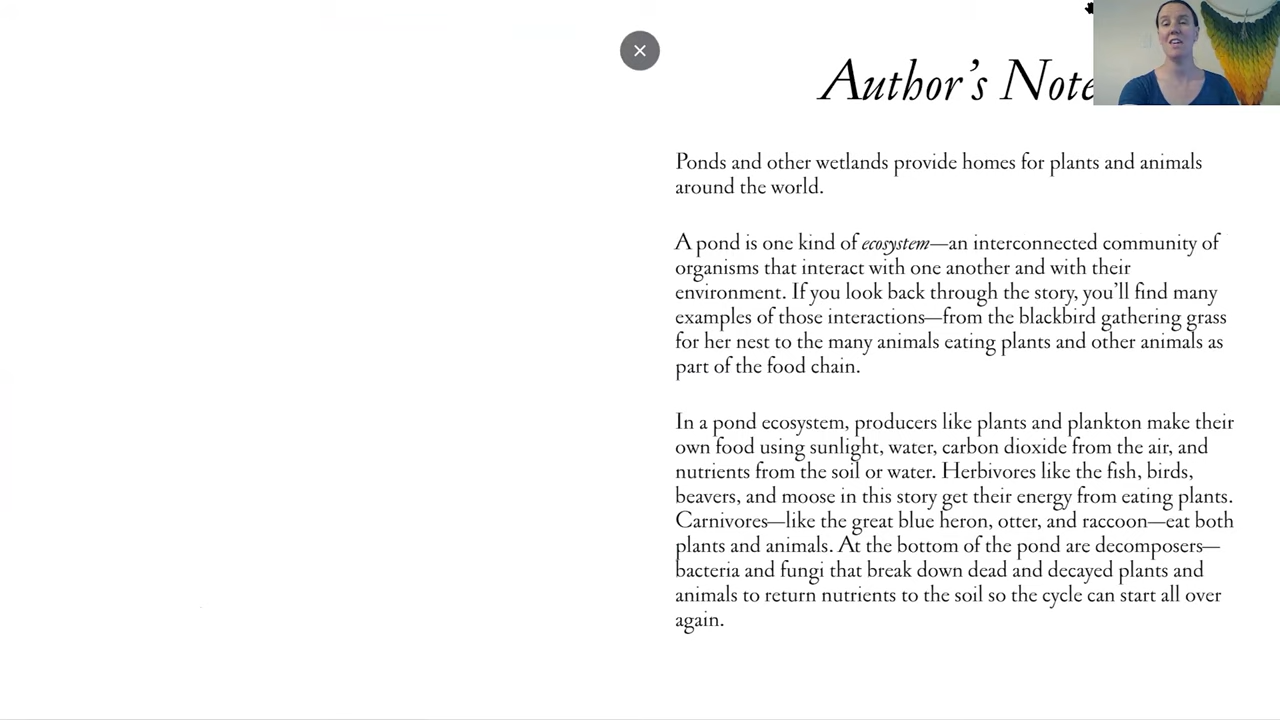 Author's Note
Ponds and other wetlands provide homes for plants and animals
around the world.
A pond is one kind of ecosystem—an interconnected community of
organisms that interact with one another and with their
environment. If you look back through the story, you'll find many
examples of those interactions—from the blackbird gathering grass
for her nest to the many animals eating plants and other animals as
part of the food chain.
In a pond ecosystem, producers like plants and plankton make their
own food using sunlight, water, carbon dioxide from the air, and
nutrients from the soil or water. Herbivores like the fish, birds,
beavers, and moose in this story get their energy from eating plants.
Carnivores—like the great blue heron, otter, and raccoon—eat both
plants and animals. At the bottom of the pond are decomposers—
bacteria and fungi that break down dead and decayed plants and
animals to return nutrients to the soil so the cycle can start all over
again.